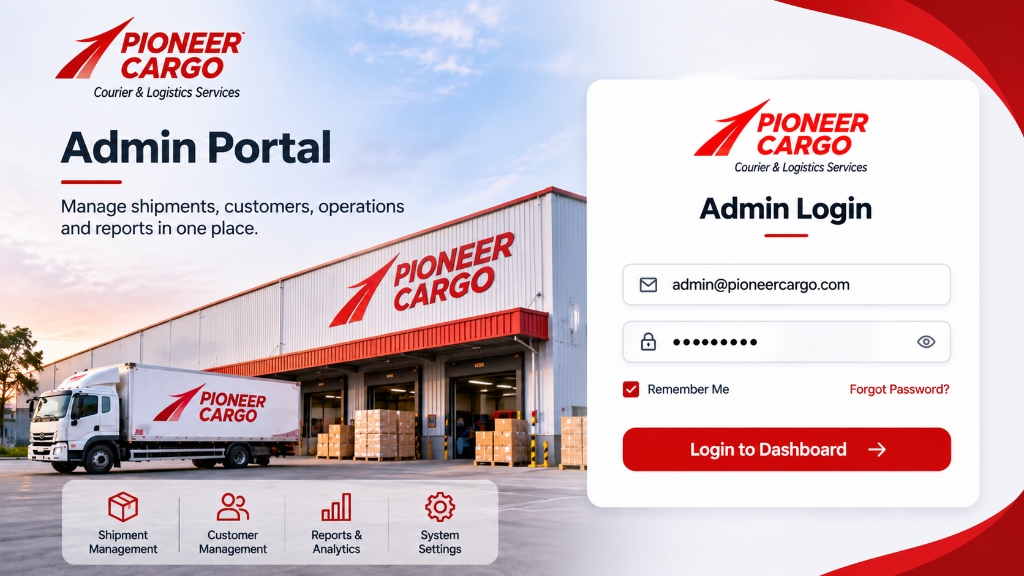 PIONEER
CARGO
Courier & Logistics Services
Admin Portal
Manage shipments, customers, operations
and reports in one place.
PIONEER
CARGO
PIONEER
CARGO
Shipment
Management
Customer
Management
Reports &
Analytics
System
Settings
PIONEER
CARGO
Courier & Logistics Services
Admin Login
admin@pioneercargo.com
Remember Me
Forgot Password?
Login to Dashboard